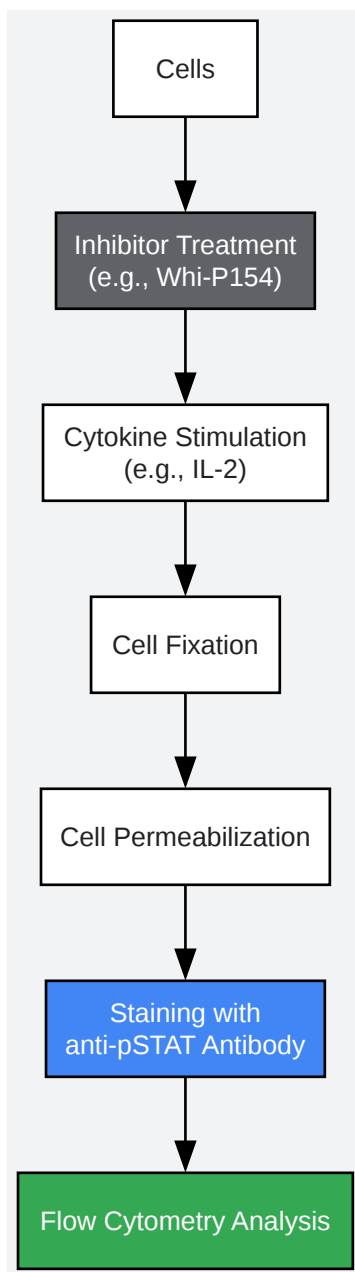 Cells
Inhibitor Treatment
(e.g., Whi-P154)
Cytokine Stimulation
(e.g., IL-2)
Cell Fixation
Cell Permeabilization
Staining with
anti-pSTAT Antibody
Flow Cytometry Analysis